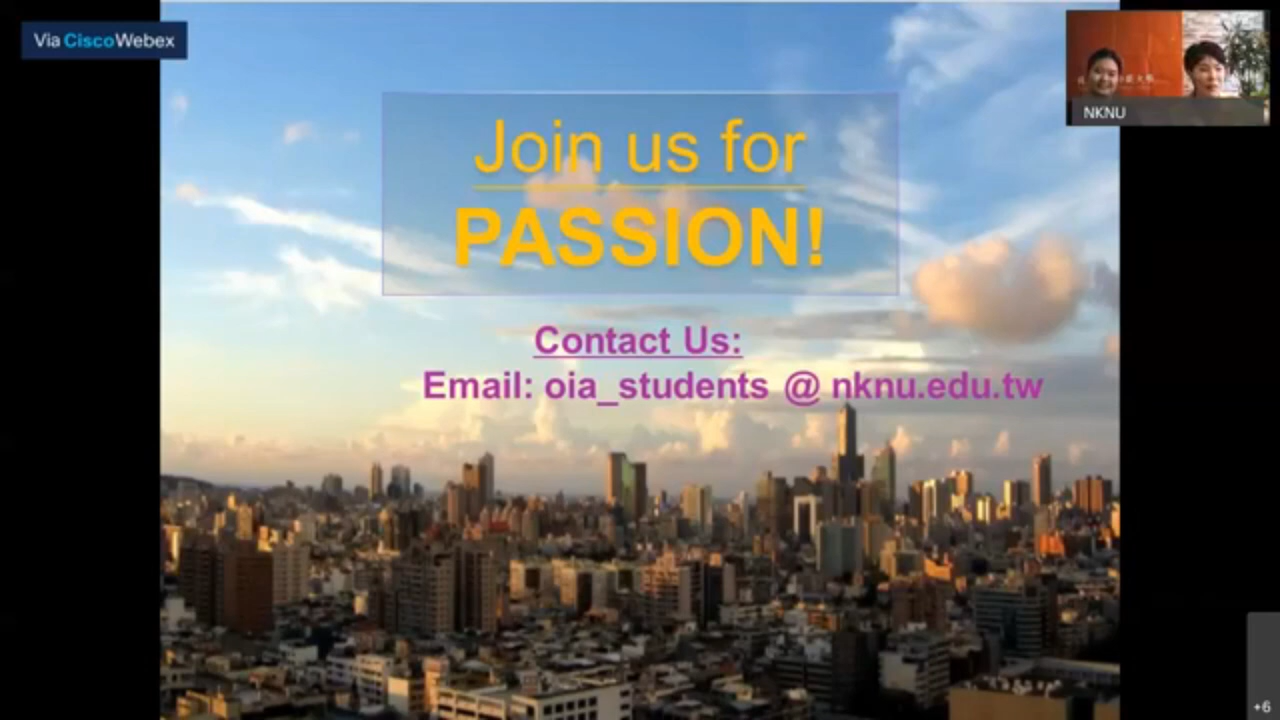 Via CiscoWebex
NKNU
Join us for
PASSION!
Contact Us:
Email: oia_students @ nknu.edu.tw
+6